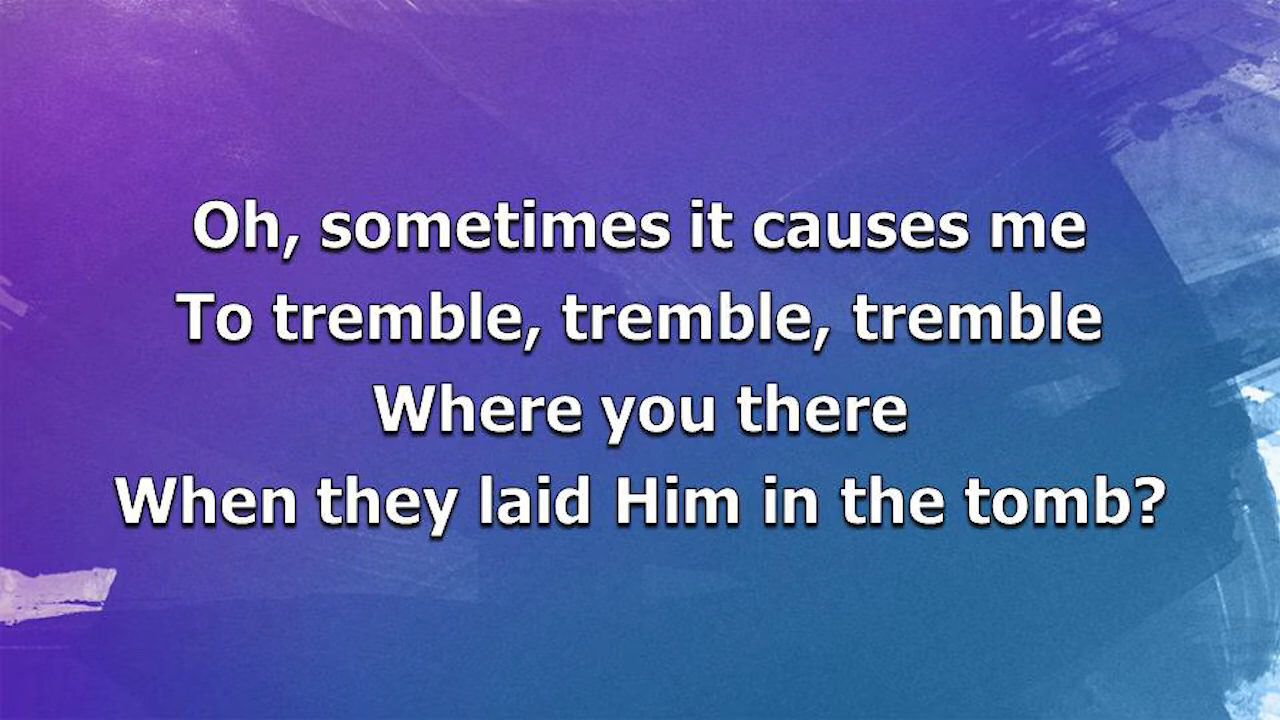 Oh, sometimes it causes me
To tremble, tremble, tremble
Where you there
When they laid Him in the tomb?